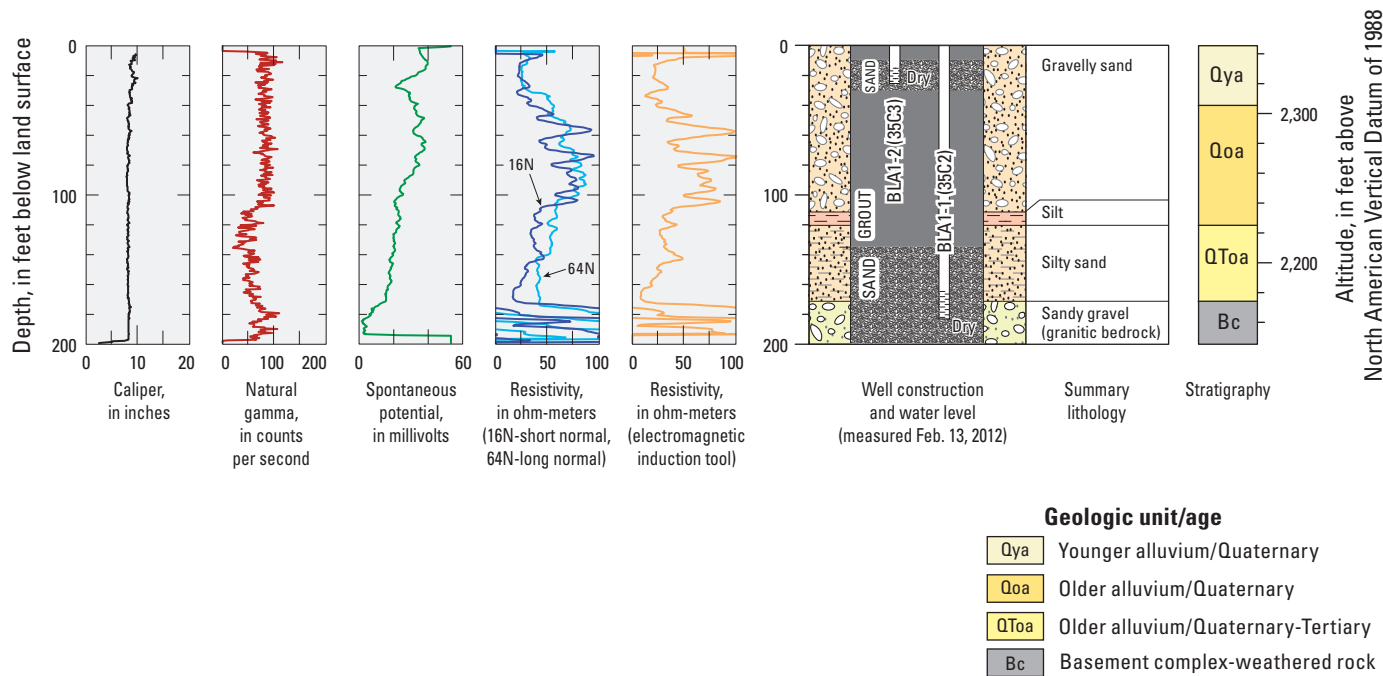 Depth, in feet below land surface
0
100
200
0 10 20
Caliper,
in inches
0 100 200
Natural
gamma,
in counts
per second
0 60
Spontaneous
potential,
in millivolts
16N
64N
0 50 100
Resistivity,
in ohm-meters
(16N-short normal,
64N-long normal)
0 50 100
Resistivity,
in ohm-meters
(electromagnetic
induction tool)
0
100
200
SAND
Dry
BLA1-2 (35C3)
BLA1-1 (35C2)
GROUT
SAND
Dry
Well construction
and water level
(measured Feb. 13, 2012)
Gravelly sand
Silt
Silty sand
Sandy gravel
(granitic bedrock)
Summary
lithology
Qya
Qoa
QToa
Bc
Stratigraphy
2,300
2,200
Altitude, in feet above
North American Vertical Datum of 1988
Geologic unit/age
Qya Younger alluvium/Quaternary
Qoa Older alluvium/Quaternary
QToa Older alluvium/Quaternary-Tertiary
Bc Basement complex-weathered rock